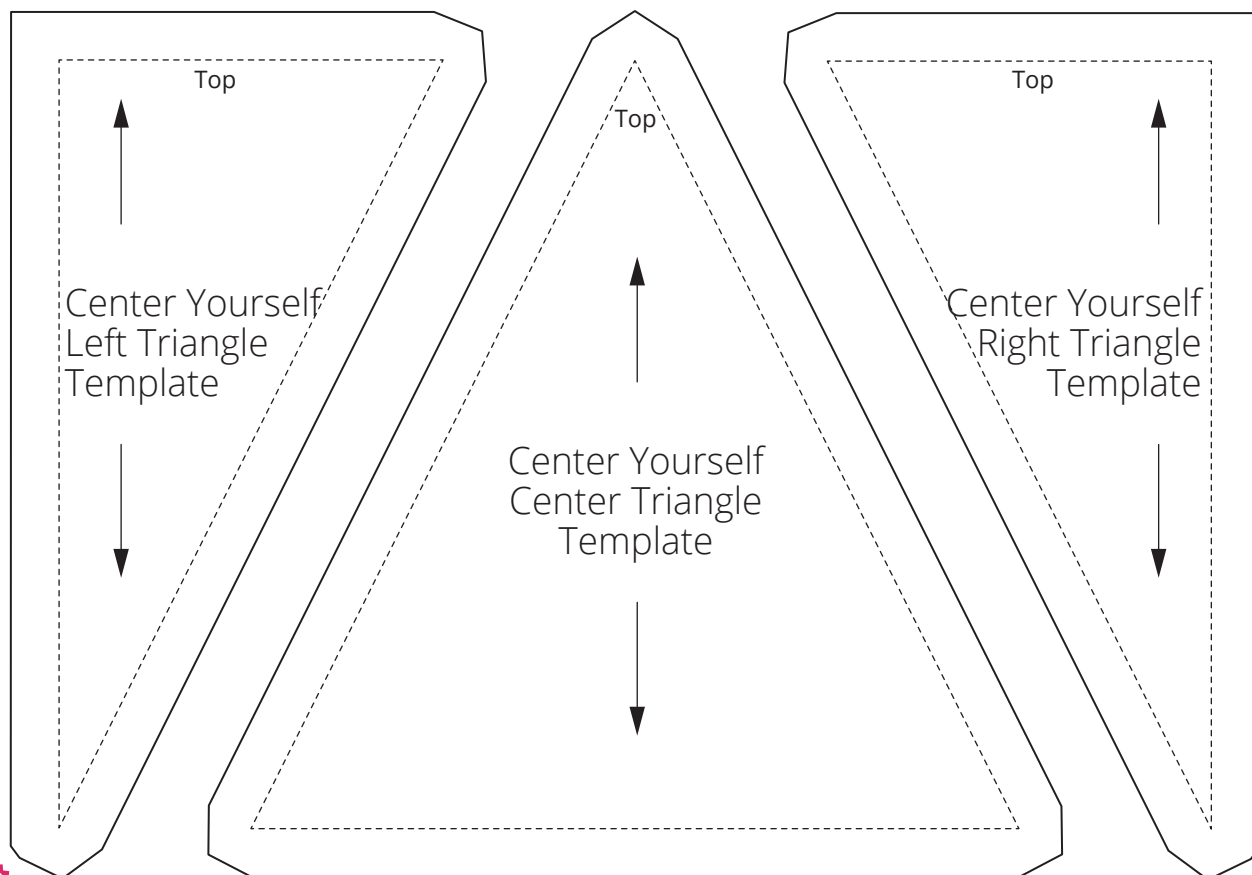 Top
Center Yourself
Left Triangle
Template
Top
Center Yourself
Center Triangle
Template
Top
Center Yourself
Right Triangle
Template